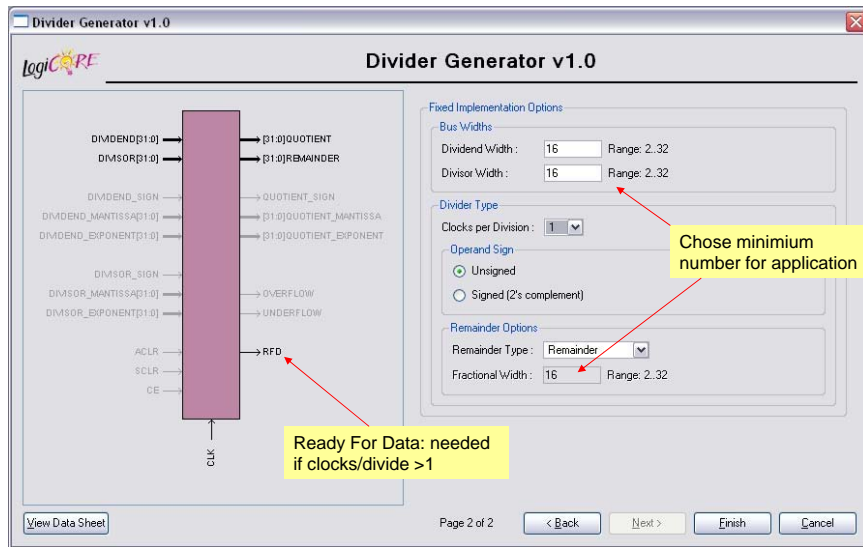 Divider Generator v1.0
LogiCORE
Divider Generator v1.0
DIVIDEND[31:0]
DIVISOR[31:0]
[31:0]QUOTIENT
[31:0]REMAINDER
DIVIDEND_SIGN
DIVIDEND_MANTISSA[31:0]
DIVIDEND_EXPONENT[31:0]
QUOTIENT_SIGN
[31:0]QUOTIENT_MANTISSA
[31:0]QUOTIENT_EXPONENT
DIVISOR_SIGN
DIVISOR_MANTISSA[31:0]
DIVISOR_EXPONENT[31:0]
OVERFLOW
UNDERFLOW
ACLR
SCLR
CE
RFD
CLK
Ready For Data: needed
if clocks/divide >1
Fixed Implementation Options
Bus Widths
Dividend Width : 16 Range: 2..32
Divisor Width : 16 Range: 2..32
Divider Type
Clocks per Division : 1
Chose minimium
number for application
Operand Sign
Unsigned
Signed (2's complement)
Remainder Options
Remainder Type : Remainder
Fractional Width : 16 Range: 2..32
View Data Sheet
Page 2 of 2
< Back
Next >
Finish
Cancel